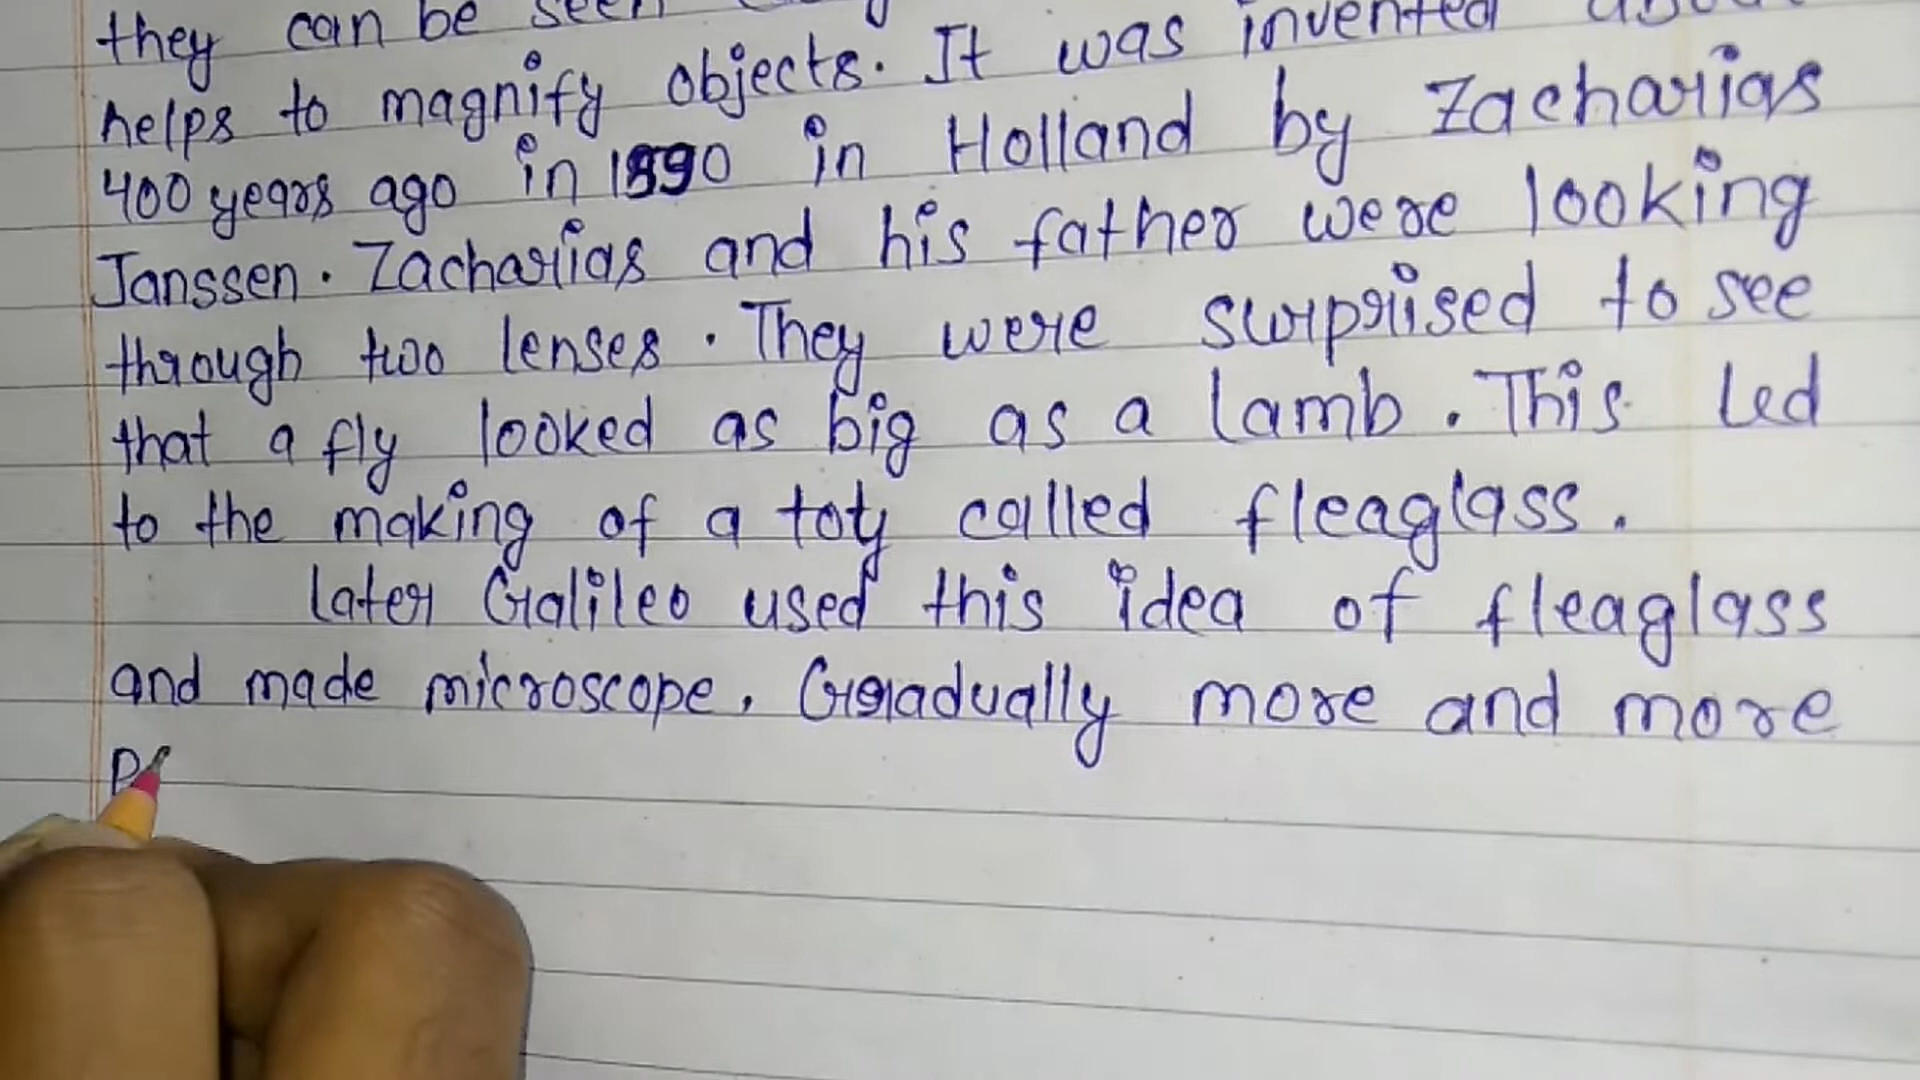 they can be seen
helps to magnify objects. It was invented about
400 years ago in 1590 in Holland by Zacharias
Janssen. Zacharias and his father were looking
through two lenses. They were surprised to see
that a fly looked as big as a lamb. This led
to the making of a toty called fleaglass.
Later Galileo used this idea of fleaglass
and made microscope. Gradually more and more